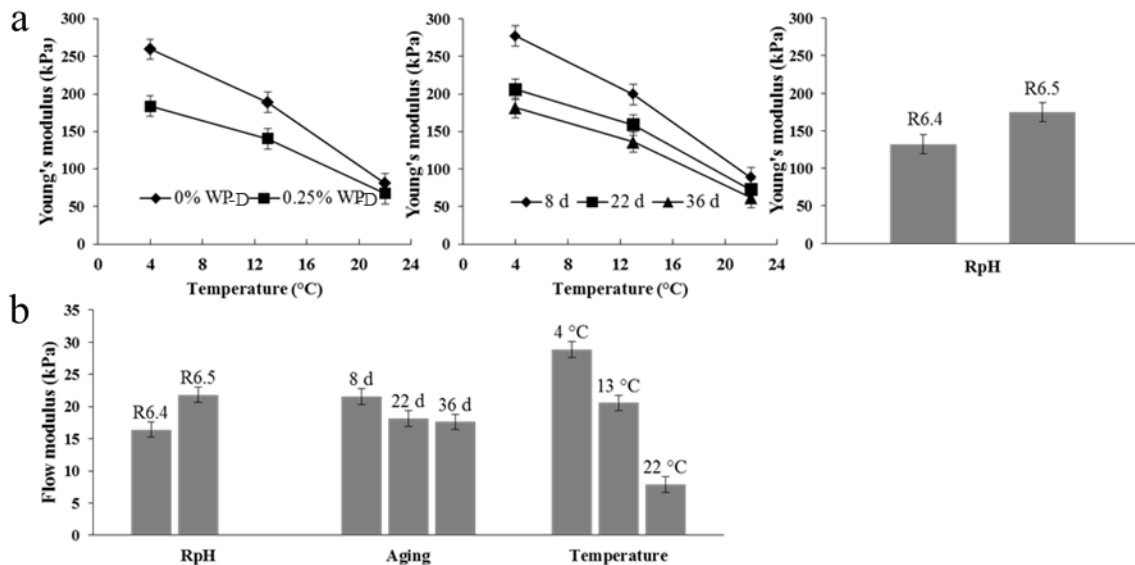 a
Young's modulus (kPa)
300
250
200
150
100
50
0
0% WP-D 0.25% WP-D
0 4 8 12 16 20 24
Temperature (°C)
Young's modulus (kPa)
300
250
200
150
100
50
0
8 d 22 d 36 d
0 4 8 12 16 20 24
Temperature (°C)
Young's modulus (kPa)
300
250
200
150
100
50
0
R6.4 R6.5
RpH
b
Flow modulus (kPa)
35
30
25
20
15
10
5
0
R6.4 R6.5
8 d 22 d 36 d
4 °C 13 °C 22 °C
RpH Aging Temperature